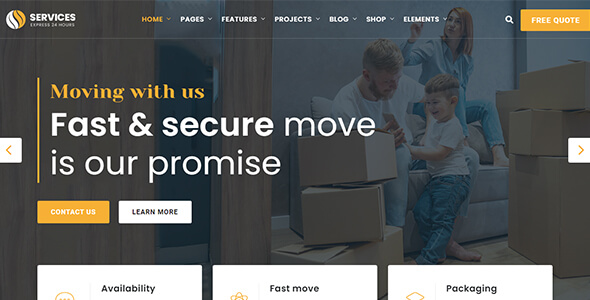 SERVICES
EXPRESS 24 HOURS
HOME PAGES FEATURES PROJECTS BLOG SHOP ELEMENTS
FREE QUOTE
Moving with us
Fast & secure move
is our promise
CONTACT US LEARN MORE
Availability Fast move Packaging